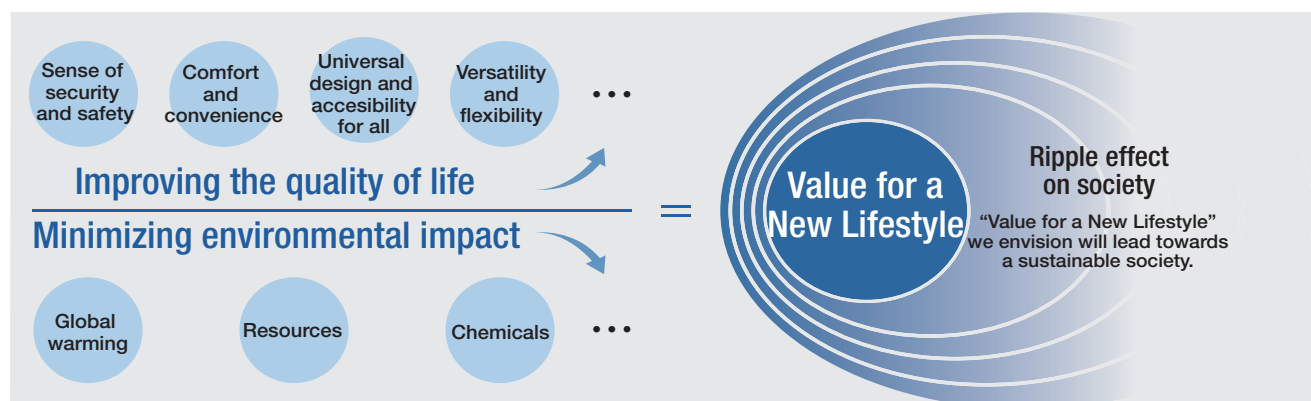 Sense of
security
and safety
Comfort
and
convenience
Universal
design and
accesibility
for all
Versatility
and
flexibility
•••
Improving the quality of life
Minimizing environmental impact
=
Global
warming
Resources
Chemicals
•••
Value for a
New Lifestyle
Ripple effect
on society
“Value for a New Lifestyle”
we envision will lead towards
a sustainable society.